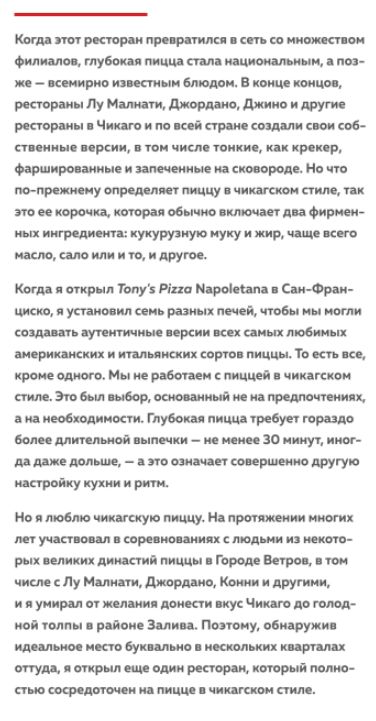 Когда этот ресторан превратился в сеть со множеством
филиалов, глубокая пицца стала национальным, а поз-
же — всемирно известным блюдом. В конце концов,
рестораны Лу Малнати, Джордано, Джино и другие
рестораны в Чикаго и по всей стране создали свои соб-
ственные версии, в том числе тонкие, как крекер,
фаршированные и запеченные на сковороде. Но что
по-прежнему определяет пиццу в чикагском стиле, так
это ее корочка, которая обычно включает два фирмен-
ных ингредиента: кукурузную муку и жир, чаще всего
масло, сало или и то, и другое.
Когда я открыл Tony's Pizza Napoletana в Сан-Фран-
циско, я установил семь разных печей, чтобы мы могли
создавать аутентичные версии всех самых любимых
американских и итальянских сортов пиццы. То есть все,
кроме одного. Мы не работаем с пиццей в чикагском
стиле. Это был выбор, основанный не на предпочтениях,
а на необходимости. Глубокая пицца требует гораздо
более длительной выпечки — не менее 30 минут, иног-
да даже дольше, — а это означает совершенно другую
настройку кухни и ритм.
Но я люблю чикагскую пиццу. На протяжении многих
лет участвовал в соревнованиях с людьми из некото-
рых великих династий пиццы в Городе Ветров, в том
числе с Лу Малнати, Джордано, Конни и другими,
и я умирал от желания донести вкус Чикаго до голод-
ной толпы в районе Залива. Поэтому, обнаружив
идеальное место буквально в нескольких кварталах
оттуда, я открыл еще один ресторан, который полно-
стью сосредоточен на пицце в чикагском стиле.